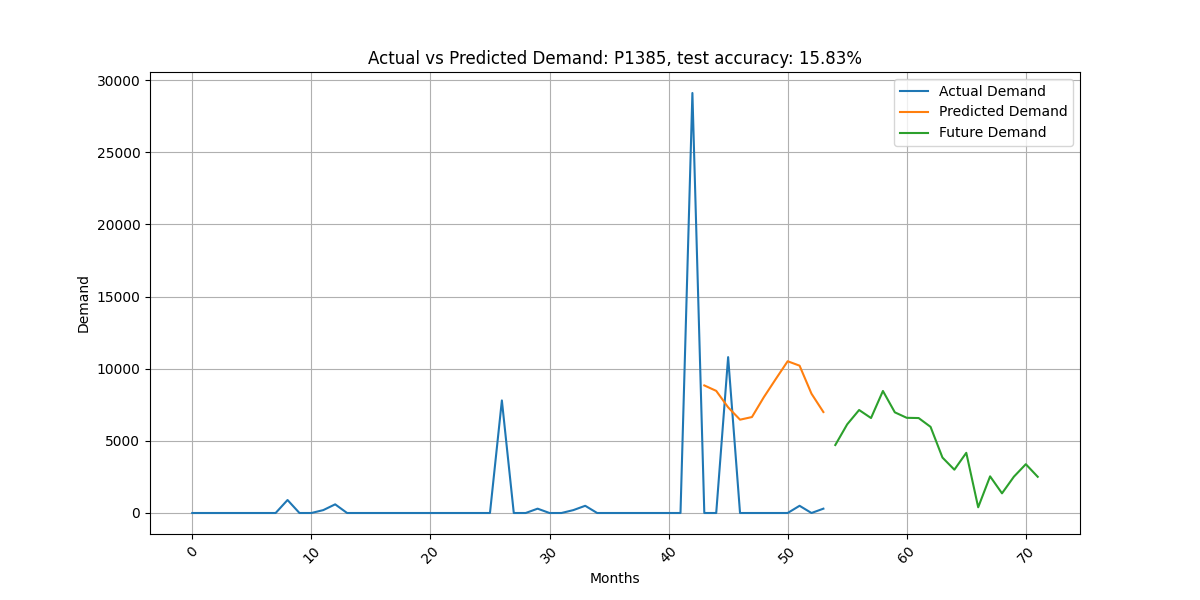 Actual vs Predicted Demand: P1385, test accuracy: 15.83%
30000
25000
20000
15000
10000
5000
0
Demand
Actual Demand
Predicted Demand
Future Demand
0
10
20
30
40
50
60
70
Months